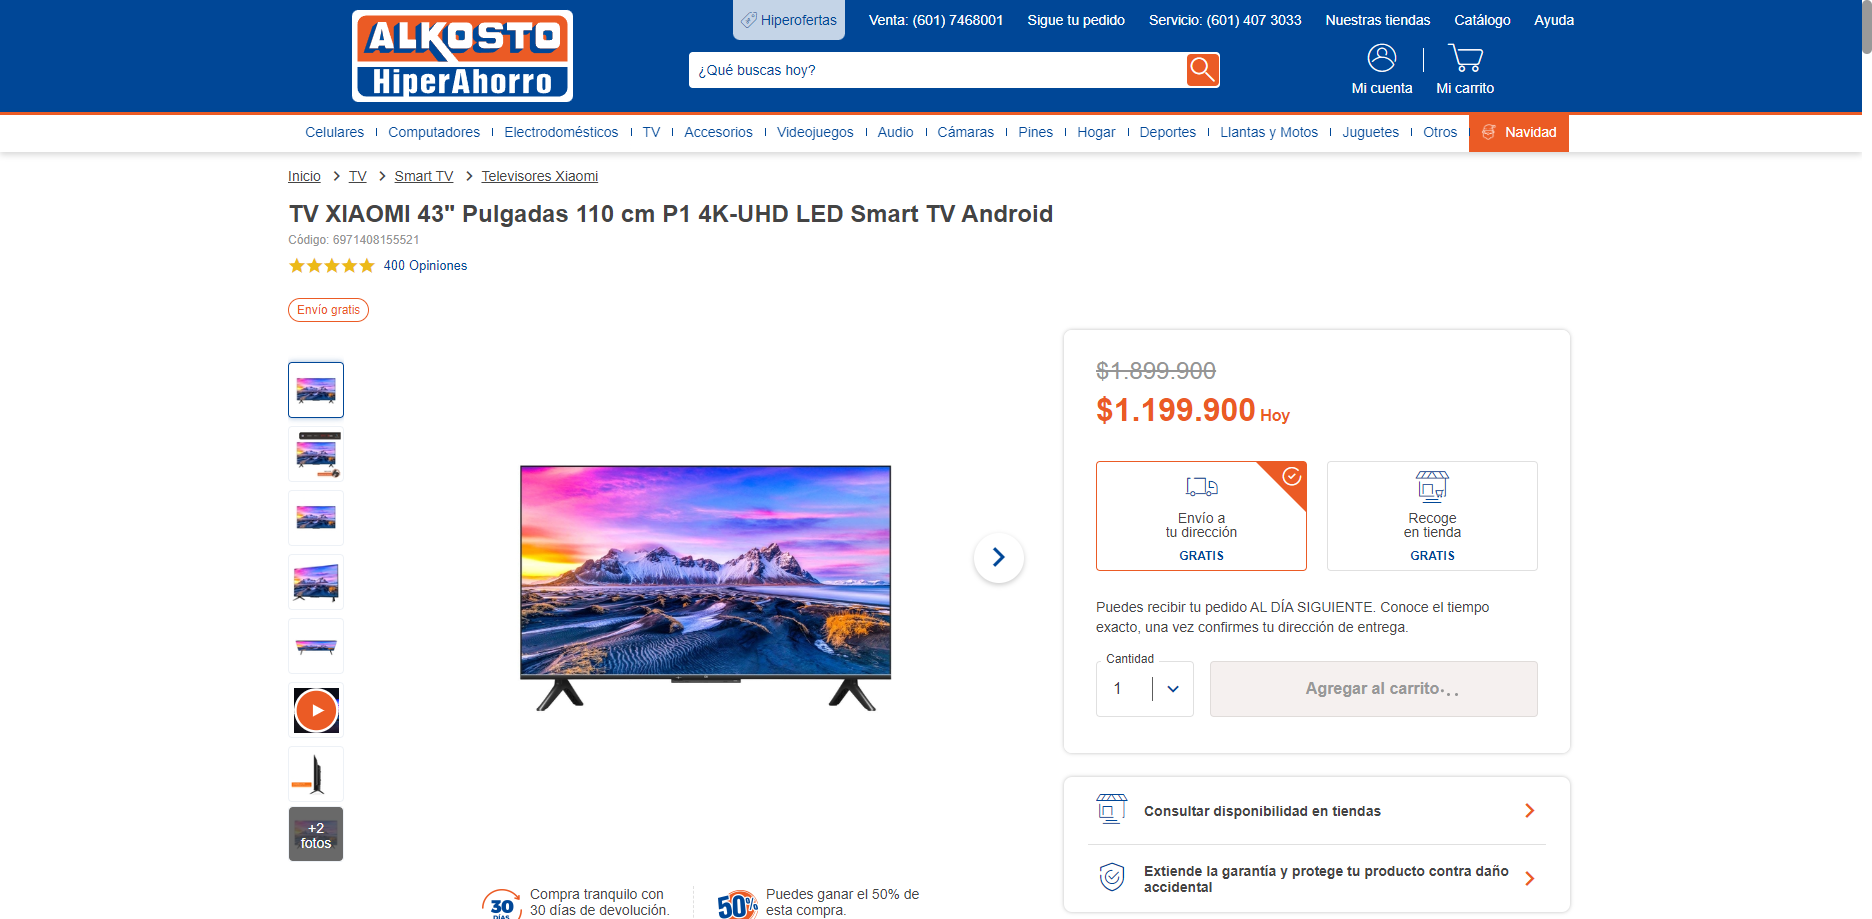 ALKOSTO
HiperAhorro
Hiperofertas
Venta: (601) 7468001
Sigue tu pedido
Servicio: (601) 407 3033
Nuestras tiendas
Catálogo
Ayuda
¿Qué buscas hoy?
Mi cuenta
Mi carrito
Celulares
Computadores
Electrodomésticos
TV
Accesorios
Videojuegos
Audio
Cámaras
Pines
Hogar
Deportes
Llantas y Motos
Juguetes
Otros
Navidad
Inicio > TV > Smart TV > Televisores Xiaomi
TV XIAOMI 43" Pulgadas 110 cm P1 4K-UHD LED Smart TV Android
Código: 6971408155521
400 Opiniones
Envío gratis
+2
fotos
$1.899.900
$1.199.900 Hoy
Envío a
tu dirección
GRATIS
Recoge
en tienda
GRATIS
Puedes recibir tu pedido AL DÍA SIGUIENTE. Conoce el tiempo
exacto, una vez confirmes tu dirección de entrega.
Cantidad
1
Agregar al carrito...
Consultar disponibilidad en tiendas
Extiende la garantía y protege tu producto contra daño
accidental
30
DÍAS
Compra tranquilo con
30 días de devolución.
50%
Puedes ganar el 50% de
esta compra.